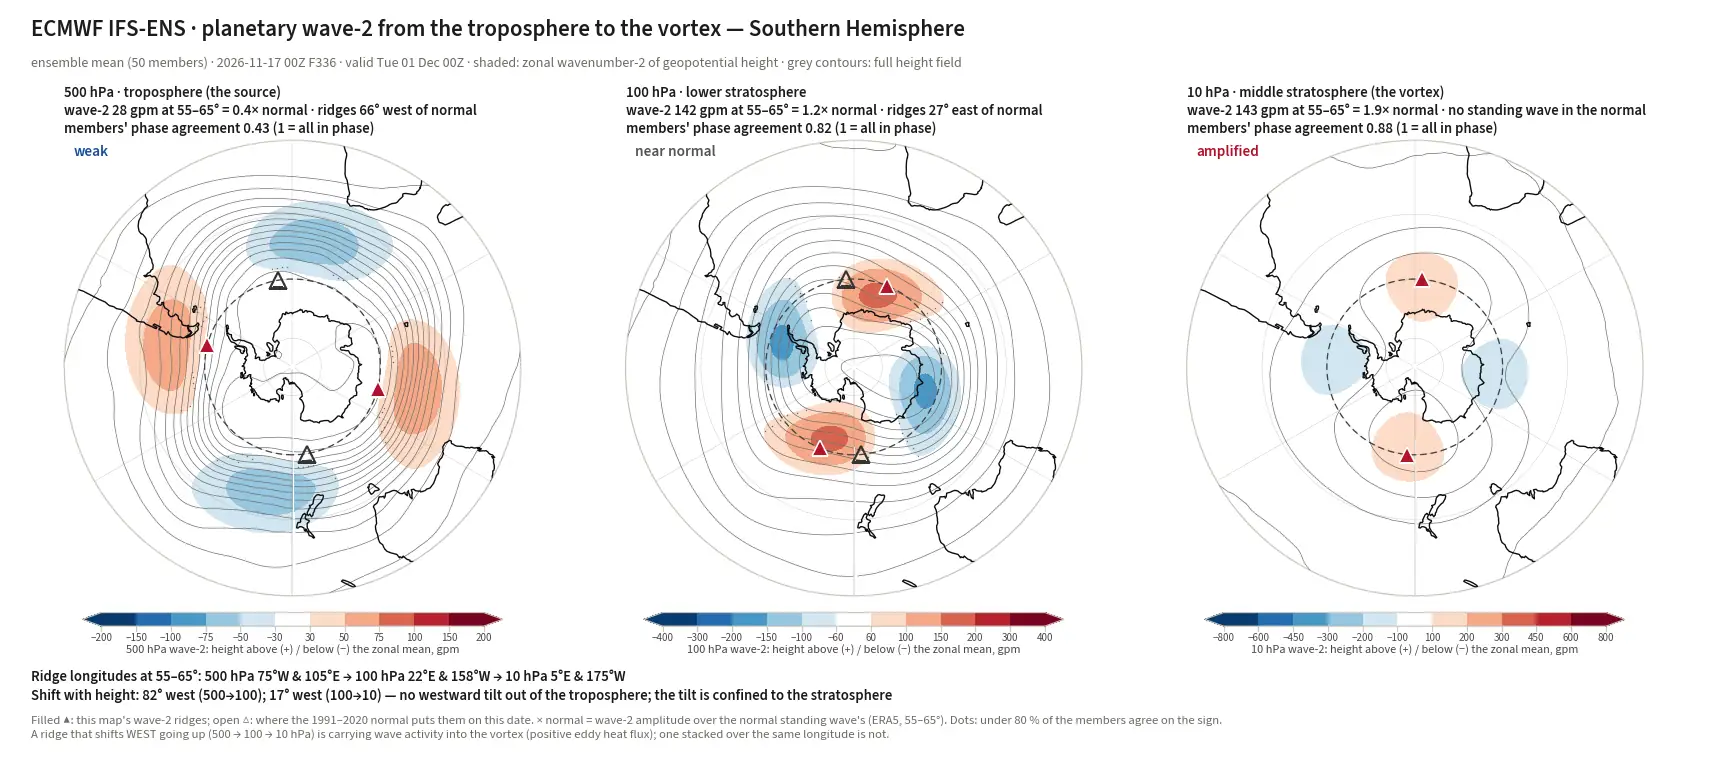 ECMWF IFS-ENS · planetary wave-2 from the troposphere to the vortex — Southern Hemisphere
ensemble mean (50 members) · 2026-11-17 00Z F336 · valid Tue 01 Dec 00Z · shaded: zonal wavenumber-2 of geopotential height · grey contours: full height field
500 hPa · troposphere (the source)
wave-2 28 gpm at 55–65° = 0.4× normal · ridges 66° west of normal
members' phase agreement 0.43 (1 = all in phase)
weak
100 hPa · lower stratosphere
wave-2 142 gpm at 55–65° = 1.2× normal · ridges 27° east of normal
members' phase agreement 0.82 (1 = all in phase)
near normal
10 hPa · middle stratosphere (the vortex)
wave-2 143 gpm at 55–65° = 1.9× normal · no standing wave in the normal
members' phase agreement 0.88 (1 = all in phase)
amplified
−200 −150 −100 −75 −50 −30 30 50 75 100 150 200
500 hPa wave-2: height above (+) / below (−) the zonal mean, gpm
−400 −300 −200 −150 −100 −60 60 100 150 200 300 400
100 hPa wave-2: height above (+) / below (−) the zonal mean, gpm
−800 −600 −450 −300 −200 −100 100 200 300 450 600 800
10 hPa wave-2: height above (+) / below (−) the zonal mean, gpm
Ridge longitudes at 55–65°: 500 hPa 75°W & 105°E → 100 hPa 22°E & 158°W → 10 hPa 5°E & 175°W
Shift with height: 82° west (500→100); 17° west (100→10) — no westward tilt out of the troposphere; the tilt is confined to the stratosphere
Filled ▲: this map's wave-2 ridges; open △: where the 1991–2020 normal puts them on this date. × normal = wave-2 amplitude over the normal standing wave's (ERA5, 55–65°). Dots: under 80 % of the members agree on the sign.
A ridge that shifts WEST going up (500 → 100 → 10 hPa) is carrying wave activity into the vortex (positive eddy heat flux); one stacked over the same longitude is not.